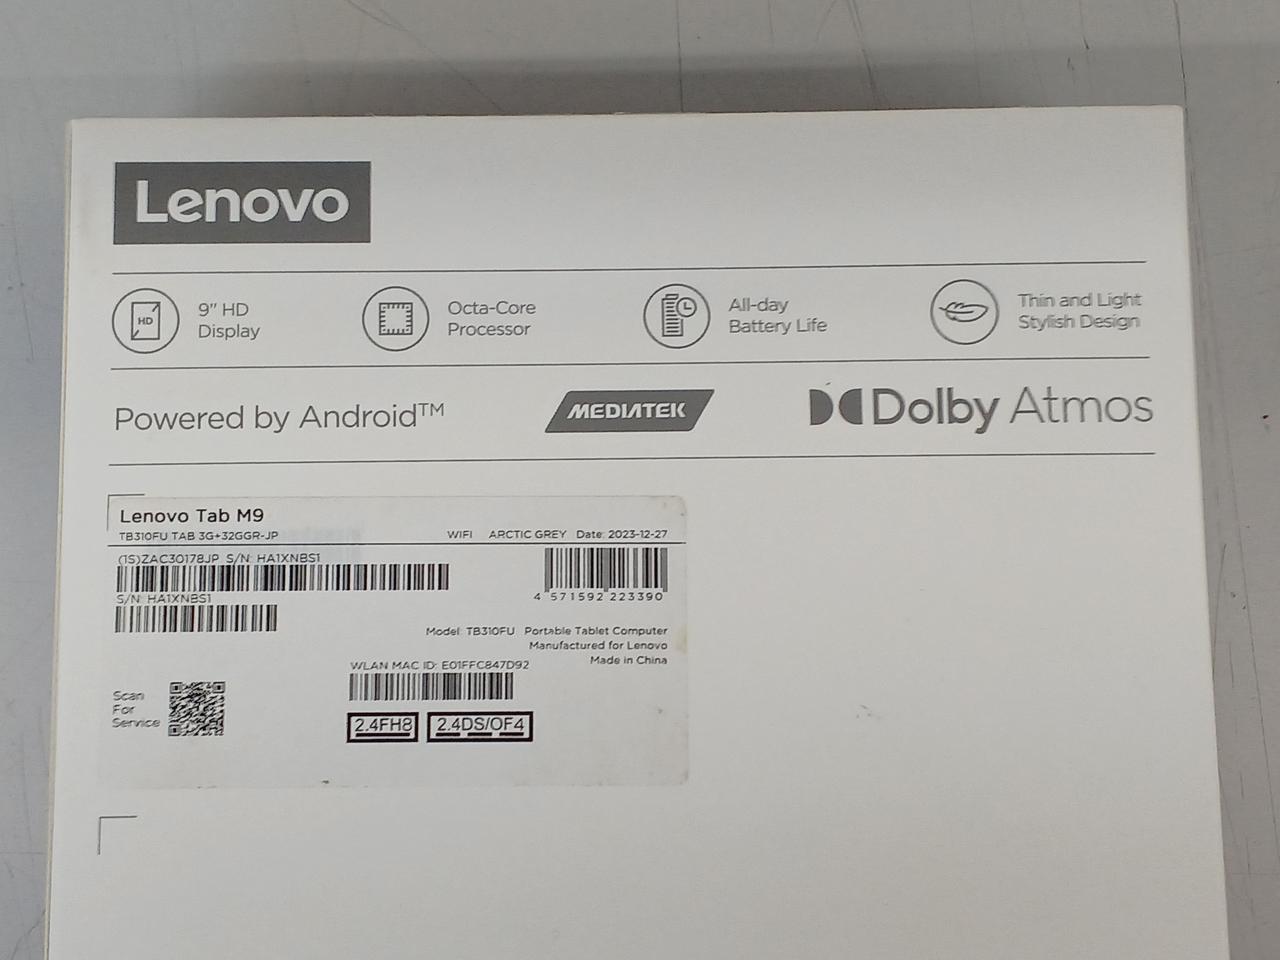 Lenovo
HD
9" HD
Display
Octa-Core
Processor
All-day
Battery Life
Thin and Light
Stylish Design
Powered by Android™
MEDIATEK
Dolby Atmos
Lenovo Tab M9
TB310FU TAB 3G+32GGR-JP WIFI ARCTIC GREY Date: 2023-12-27
(1S)ZAC30178JP S/N: HA1XNBS1
4 571592 223390
S/N: HA1XNBS1
Model: TB310FU Portable Tablet Computer
Manufactured for Lenovo
Made in China
WLAN MAC ID: E01FFC847D92
Scan
For
Service
2.4FH8
2.4DS/OF4